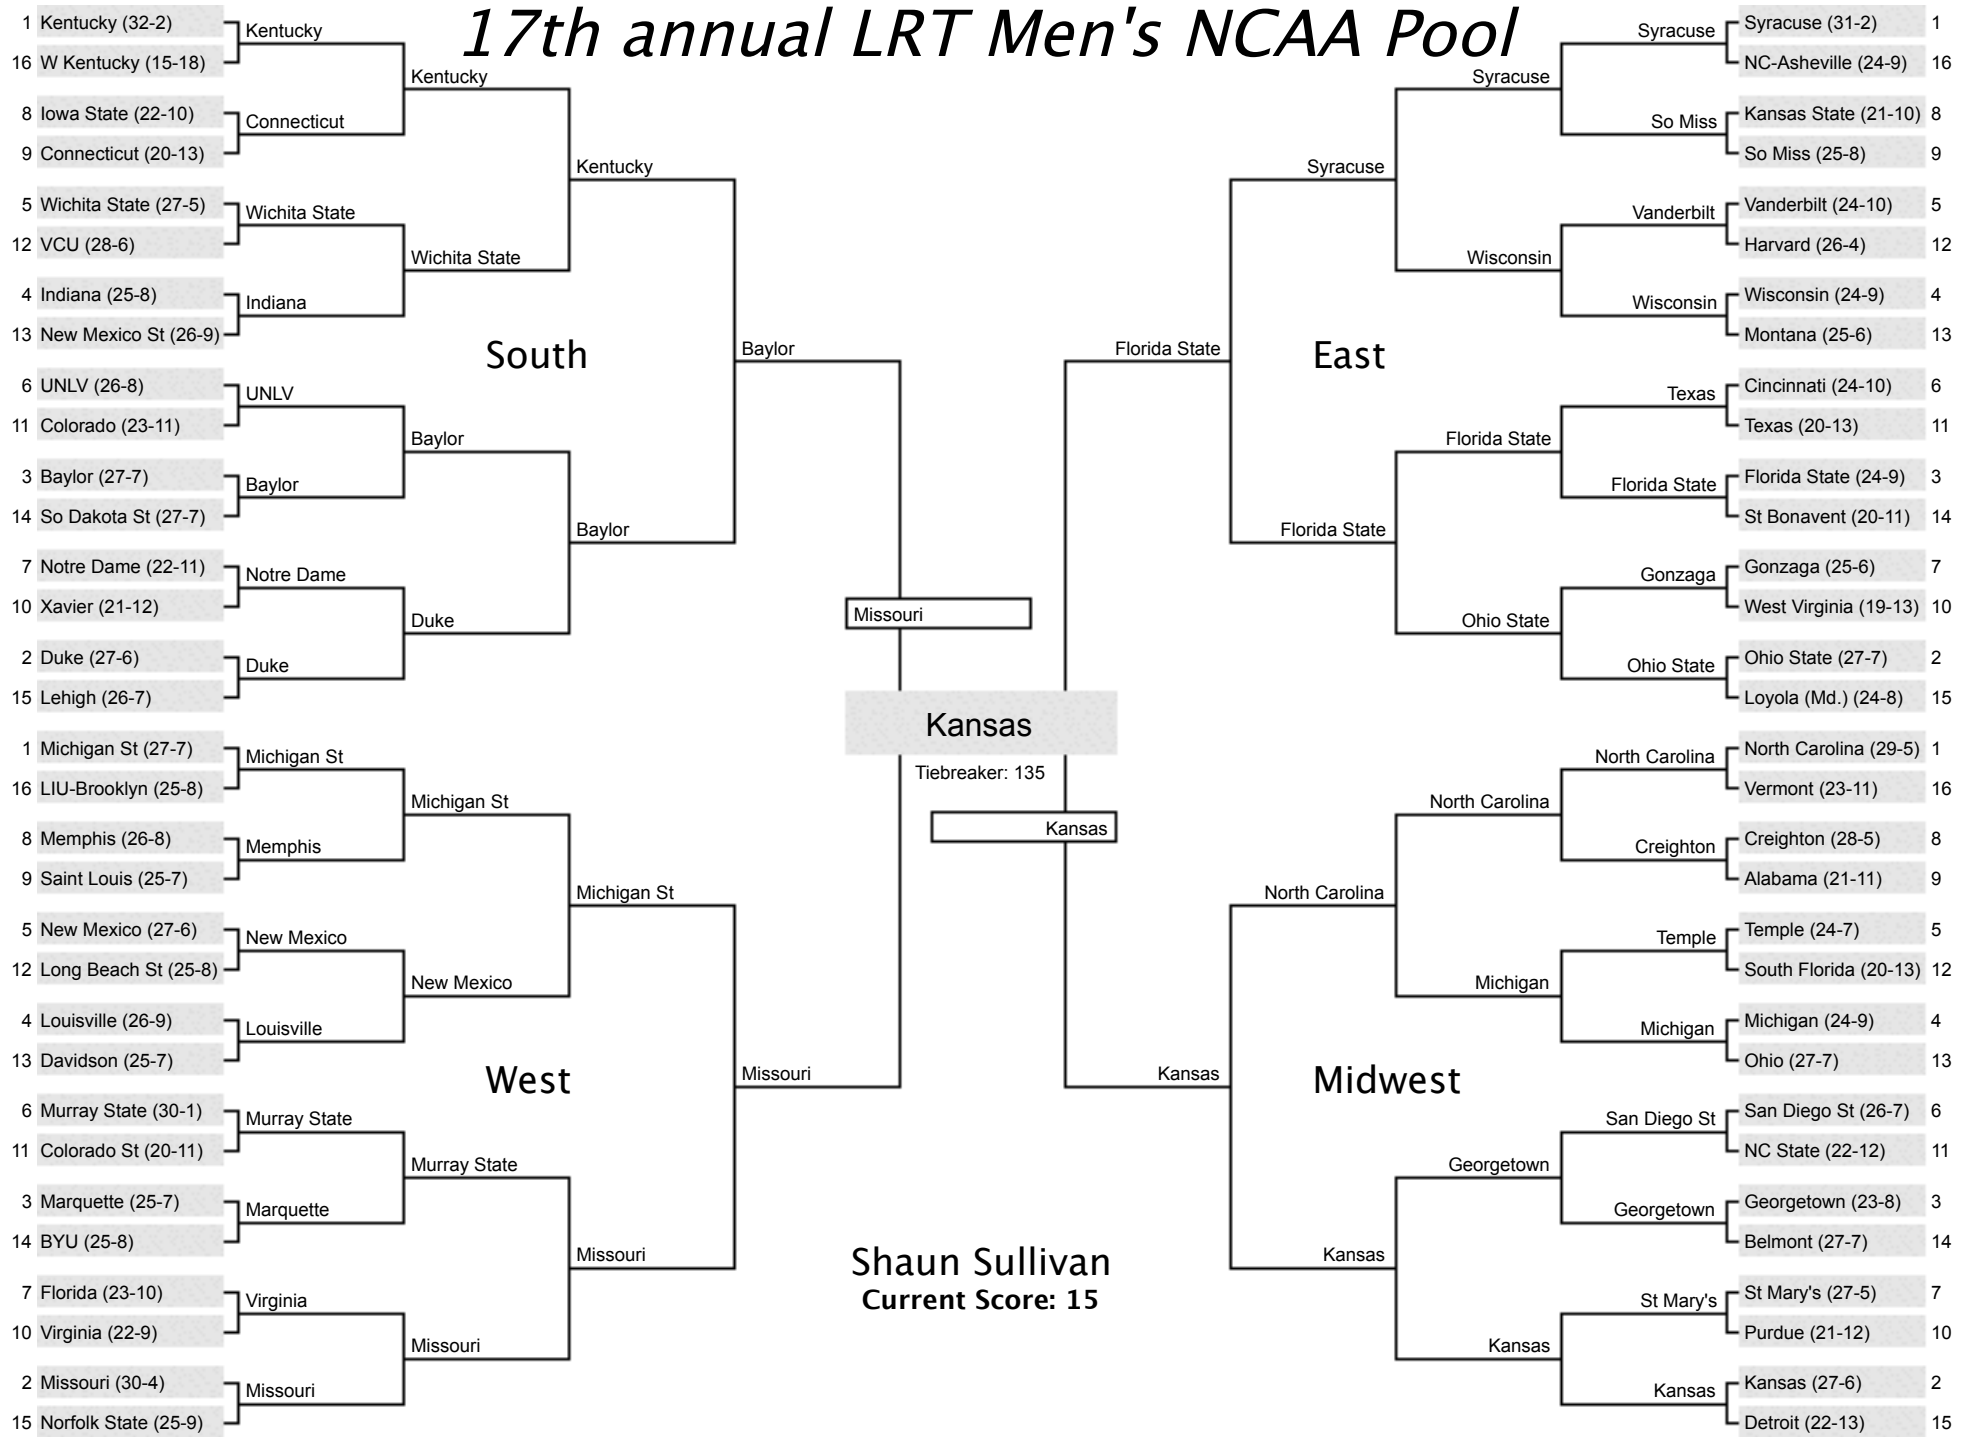 17th annual LRT Men's NCAA Pool
1 Kentucky (32-2)
16 W Kentucky (15-18)
8 Iowa State (22-10)
9 Connecticut (20-13)
5 Wichita State (27-5)
12 VCU (28-6)
4 Indiana (25-8)
13 New Mexico St (26-9)
6 UNLV (26-8)
11 Colorado (23-11)
3 Baylor (27-7)
14 So Dakota St (27-7)
7 Notre Dame (22-11)
10 Xavier (21-12)
2 Duke (27-6)
15 Lehigh (26-7)
Kentucky
Connecticut
Wichita State
Indiana
UNLV
Baylor
Notre Dame
Duke
Kentucky
Wichita State
Baylor
Duke
Kentucky
Baylor
South
Baylor
1 Michigan St (27-7)
16 LIU-Brooklyn (25-8)
8 Memphis (26-8)
9 Saint Louis (25-7)
5 New Mexico (27-6)
12 Long Beach St (25-8)
4 Louisville (26-9)
13 Davidson (25-7)
6 Murray State (30-1)
11 Colorado St (20-11)
3 Marquette (25-7)
14 BYU (25-8)
7 Florida (23-10)
10 Virginia (22-9)
2 Missouri (30-4)
15 Norfolk State (25-9)
Michigan St
Memphis
New Mexico
Louisville
Murray State
Marquette
Virginia
Missouri
Michigan St
New Mexico
Murray State
Missouri
Michigan St
Missouri
West
Missouri
Missouri
Kansas
Tiebreaker: 135
Kansas
Shaun Sullivan
Current Score: 15
Syracuse (31-2) 1
NC-Asheville (24-9) 16
Kansas State (21-10) 8
So Miss (25-8) 9
Vanderbilt (24-10) 5
Harvard (26-4) 12
Wisconsin (24-9) 4
Montana (25-6) 13
Cincinnati (24-10) 6
Texas (20-13) 11
Florida State (24-9) 3
St Bonavent (20-11) 14
Gonzaga (25-6) 7
West Virginia (19-13) 10
Ohio State (27-7) 2
Loyola (Md.) (24-8) 15
Syracuse
So Miss
Vanderbilt
Wisconsin
Texas
Florida State
Gonzaga
Ohio State
Syracuse
Wisconsin
Florida State
Ohio State
Syracuse
Florida State
East
Florida State
North Carolina (29-5) 1
Vermont (23-11) 16
Creighton (28-5) 8
Alabama (21-11) 9
Temple (24-7) 5
South Florida (20-13) 12
Michigan (24-9) 4
Ohio (27-7) 13
San Diego St (26-7) 6
NC State (22-12) 11
Georgetown (23-8) 3
Belmont (27-7) 14
St Mary's (27-5) 7
Purdue (21-12) 10
Kansas (27-6) 2
Detroit (22-13) 15
North Carolina
Creighton
Temple
Michigan
San Diego St
Georgetown
St Mary's
Kansas
North Carolina
Michigan
Georgetown
Kansas
North Carolina
Kansas
Midwest
Kansas